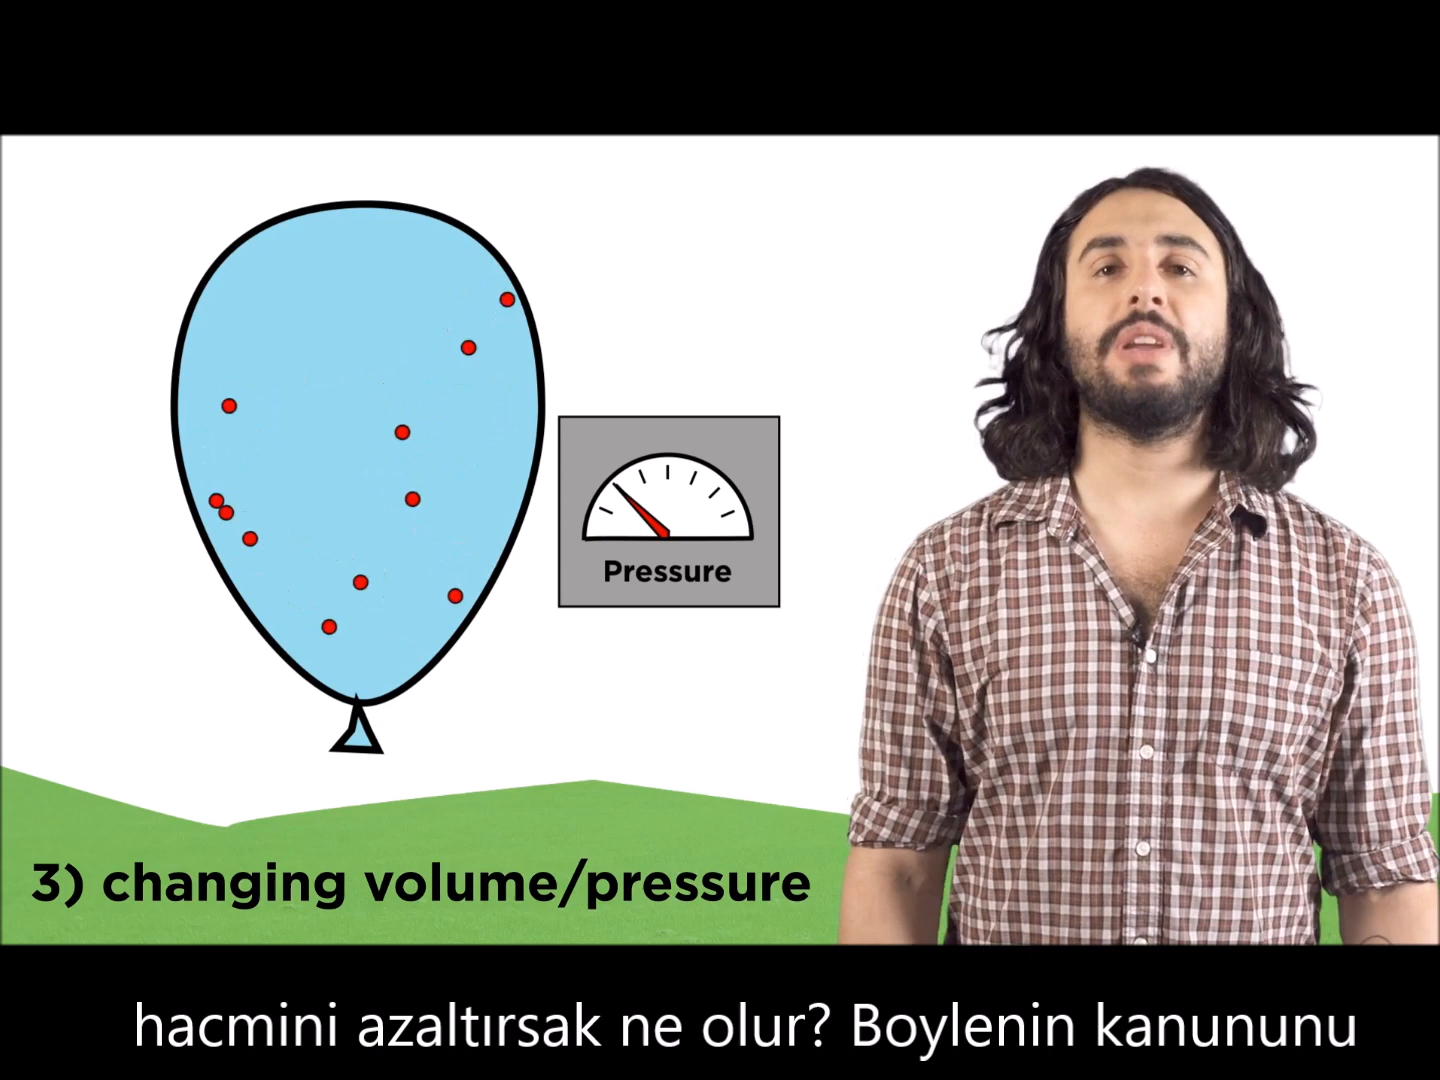 Pressure
3) changing volume/pressure
hacmini azaltırsak ne olur? Boylenin kanununu